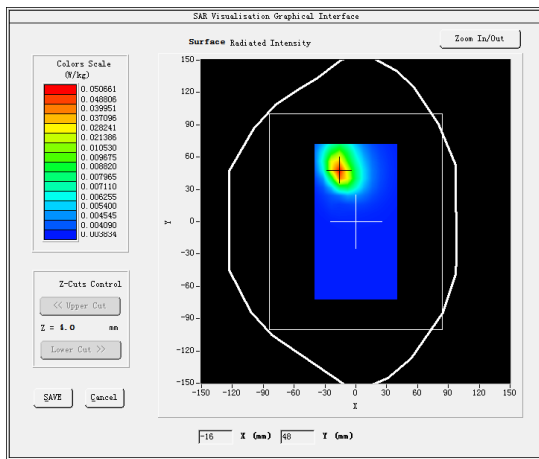 SAR Visualisation Graphical Interface
Surface Radiated Intensity
Zoom In/Out
Colors Scale
(W/kg)
0.050661
0.048806
0.039951
0.037096
0.028241
0.021386
0.010530
0.009675
0.008820
0.007965
0.007110
0.006255
0.005400
0.004545
0.004090
0.003834
Z-Cuts Control
<< Upper Cut
Z = 4.0 mm
Lower Cut >>
SAVE Cancel
150
120
90
60
30
0
-30
-60
-90
-120
-150
Y
-150 -120 -90 -60 -30 0 30 60 90 120 150
X
-16 X (mm) 48 Y (mm)